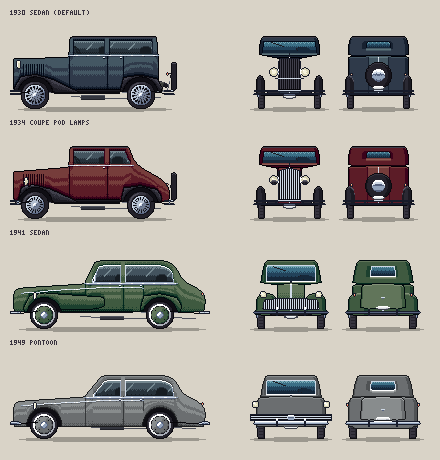 1930 SEDAN (DEFAULT)
1934 COUPE POD LAMPS
1941 SEDAN
1949 PONTOON